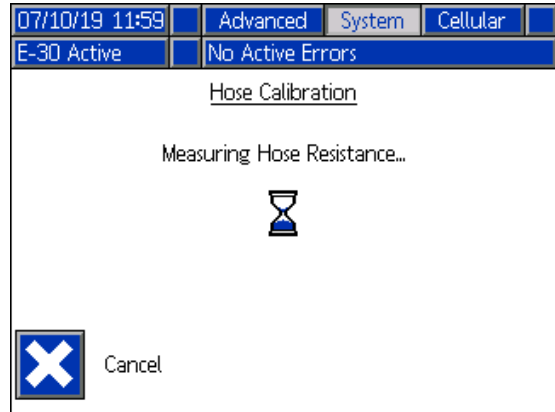 07/10/19 11:59 Advanced System Cellular
E-30 Active No Active Errors
Hose Calibration
Measuring Hose Resistance...
Cancel